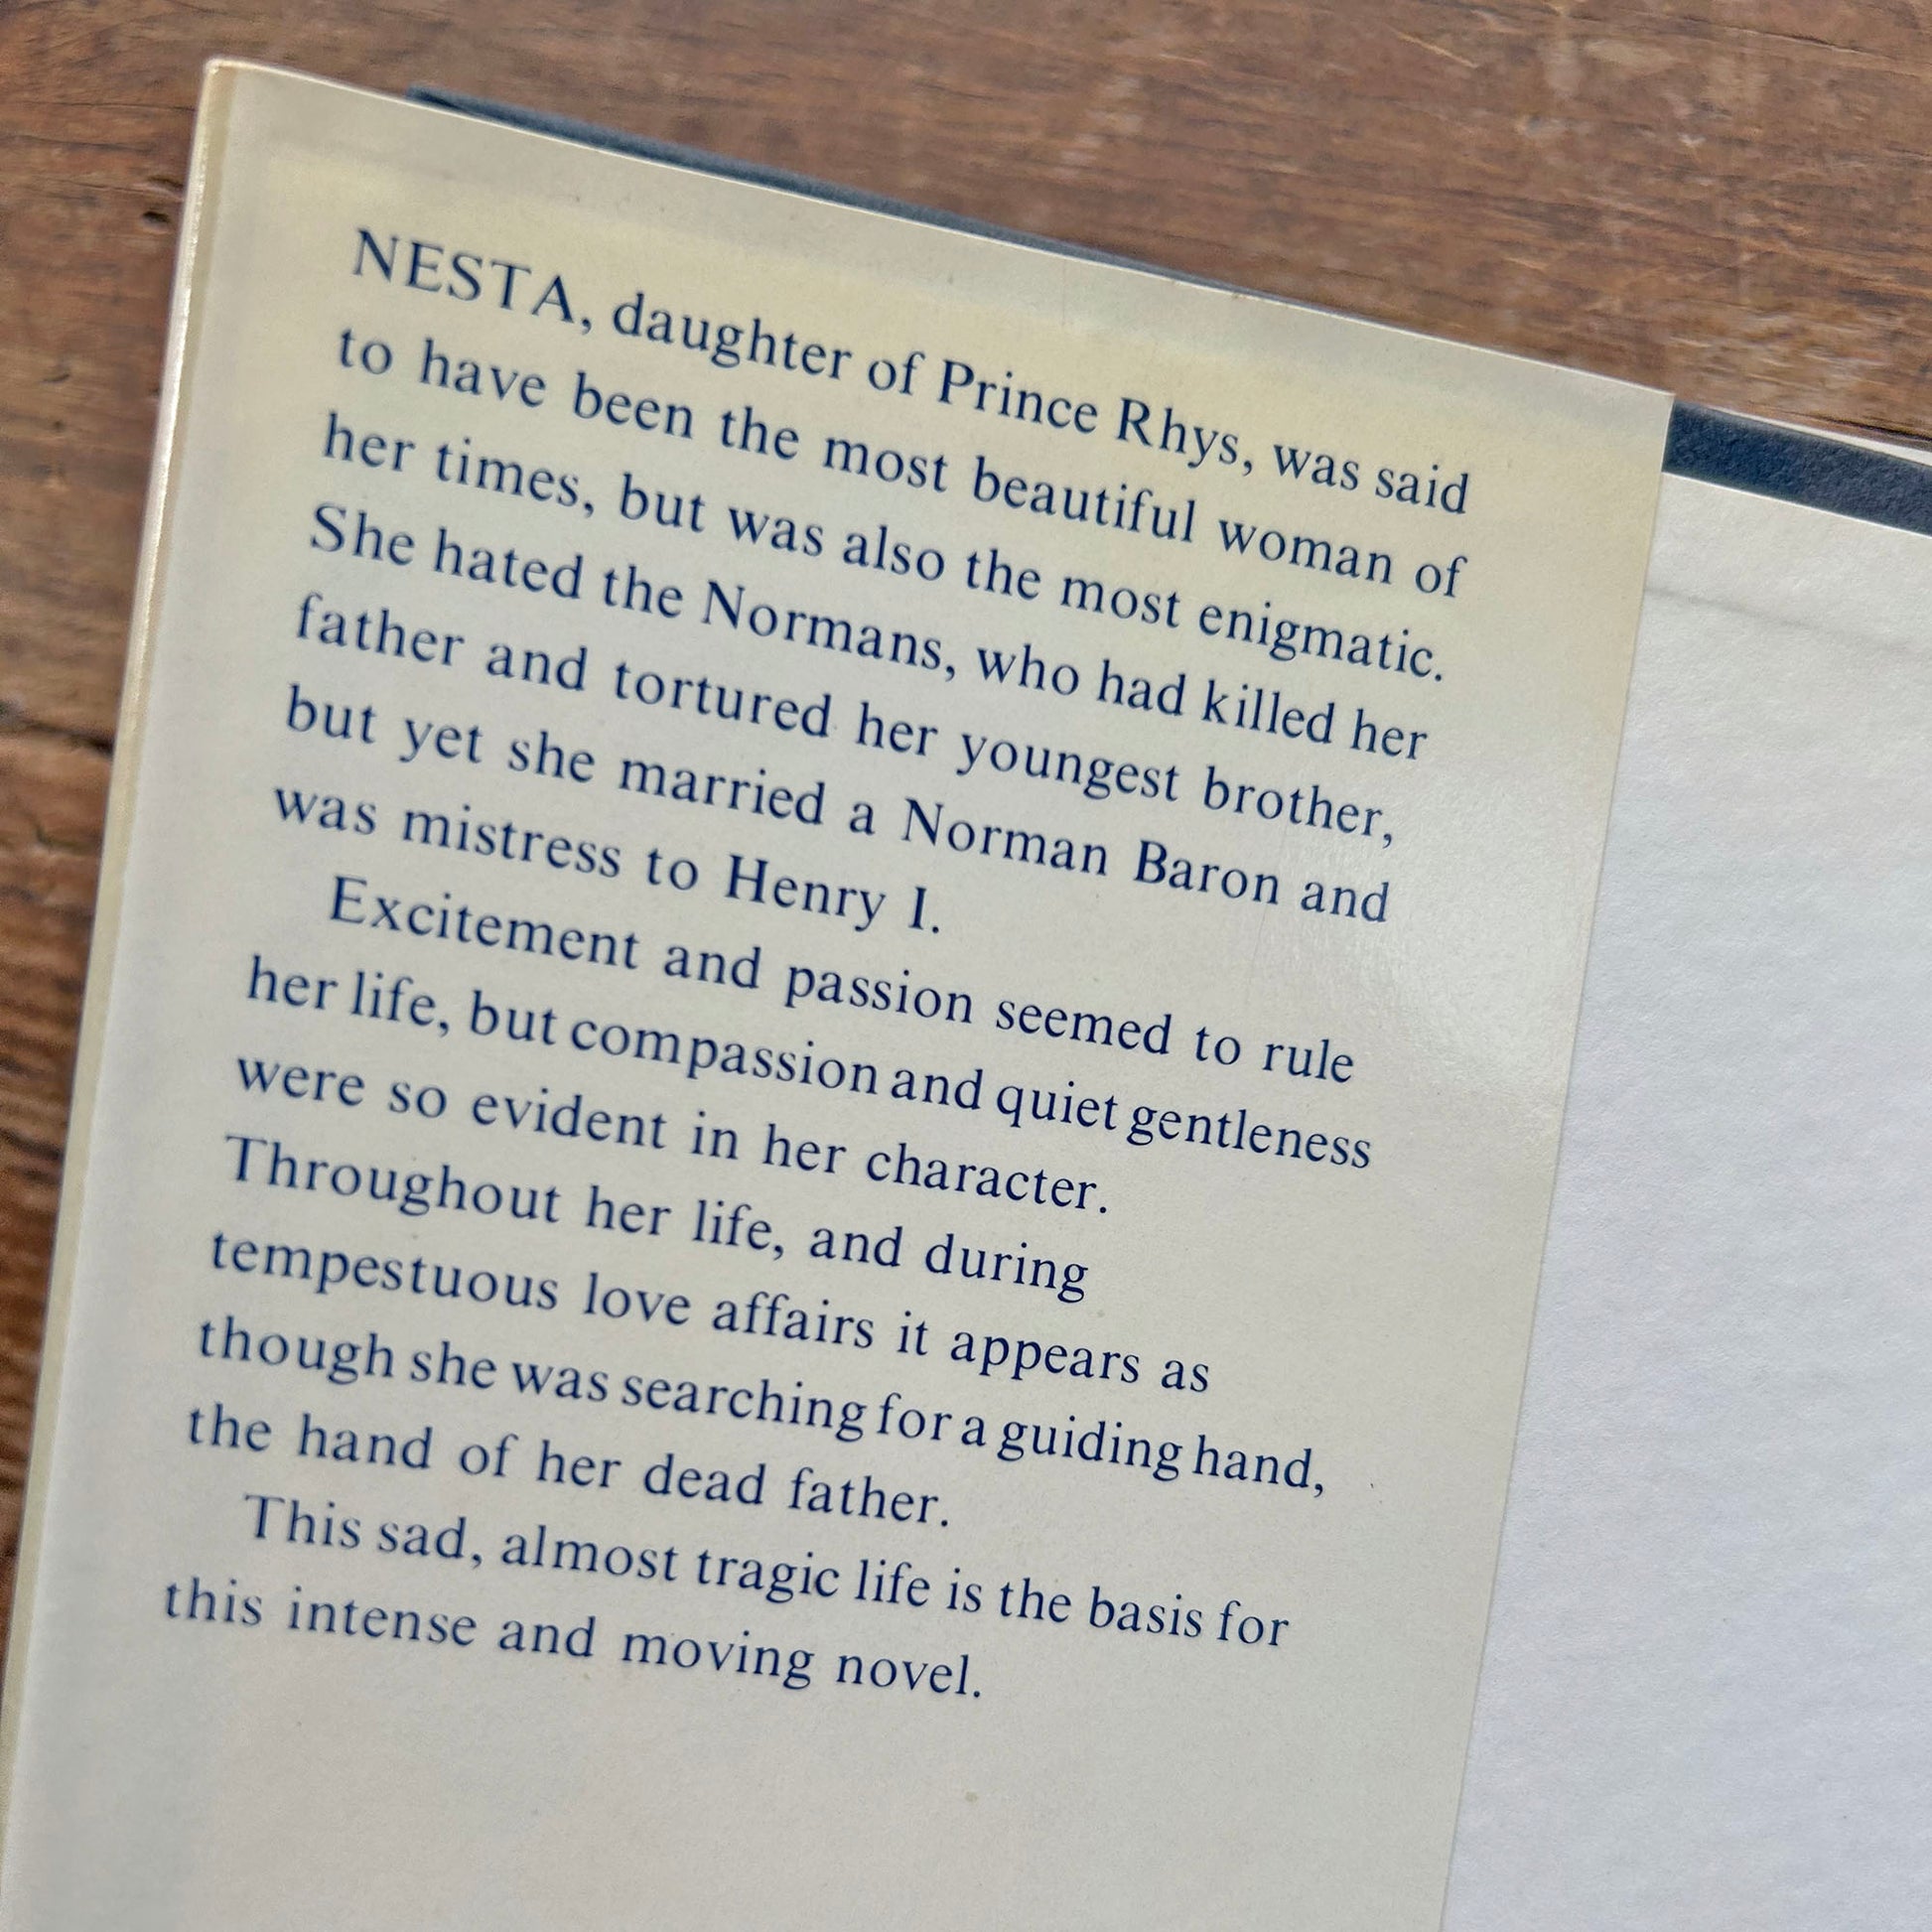 NESTA, daughter of Prince Rhys, was said
to have been the most beautiful woman of
her times, but was also the most enigmatic.
She hated the Normans, who had killed her
father and tortured her youngest brother,
but yet she married a Norman Baron and
was mistress to Henry I.
Excitement and passion seemed to rule
her life, but compassion and quiet gentleness
were so evident in her character.
Throughout her life, and during
tempestuous love affairs it appears as
though she was searching for a guiding hand,
the hand of her dead father.
This sad, almost tragic life is the basis for
this intense and moving novel.